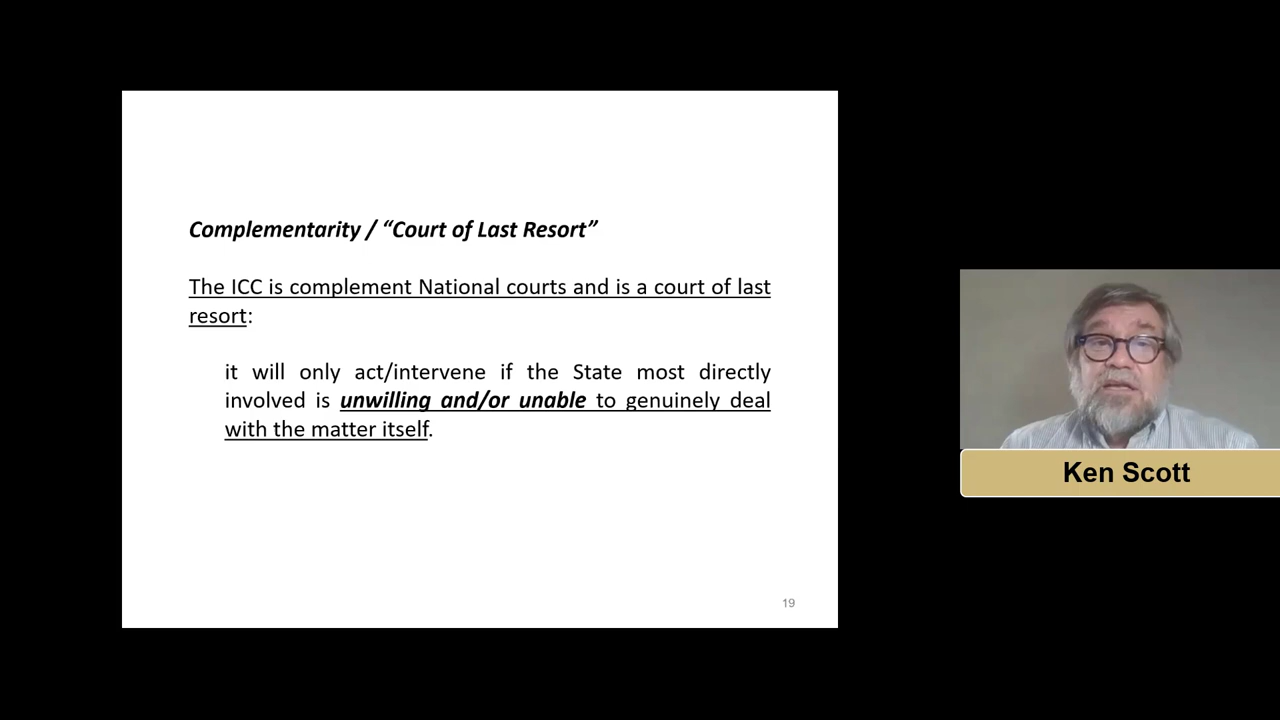 Complementarity / “Court of Last Resort”
The ICC is complement National courts and is a court of last
resort:
it will only act/intervene if the State most directly
involved is unwilling and/or unable to genuinely deal
with the matter itself.
19
Ken Scott